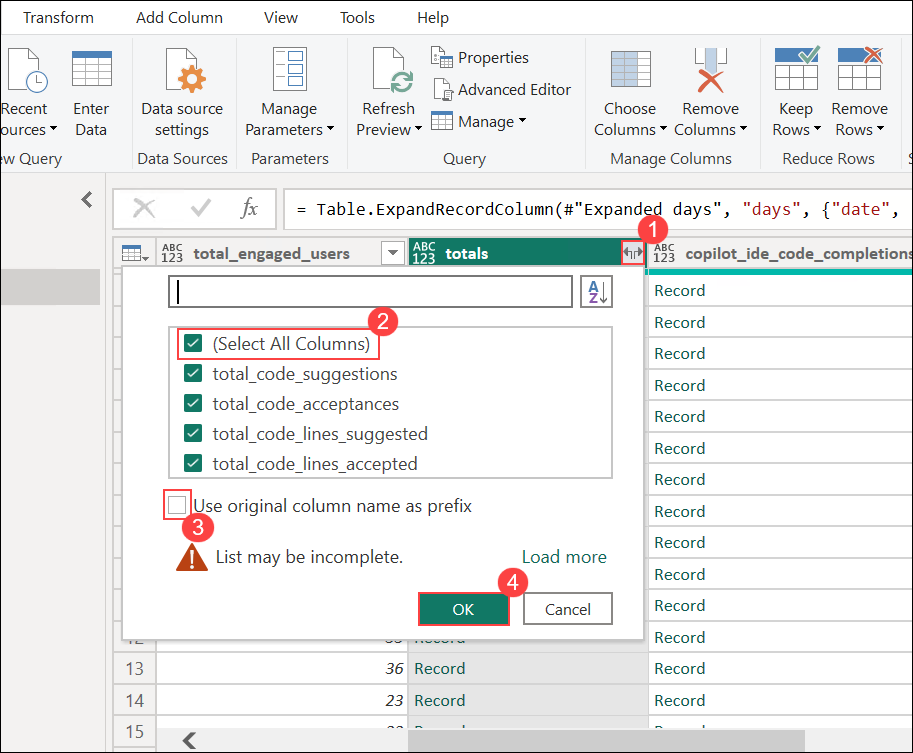 Transform Add Column View Tools Help
Recent
ources
Enter
Data
Data source
settings
Manage
Parameters
Refresh
Preview
Properties
Advanced Editor
Manage
Choose
Columns
Remove
Columns
Keep
Rows
Remove
Rows
w Query Data Sources Parameters Query Manage Columns Reduce Rows
fx = Table.ExpandRecordColumn(#"Expanded days", "days", {"date",
1
ABC
123 total_engaged_users
ABC
123 totals
ABC
123 copilot_ide_code_completions
A
Z
2
(Select All Columns)
total_code_suggestions
total_code_acceptances
total_code_lines_suggested
total_code_lines_accepted
Use original column name as prefix
3
List may be incomplete. Load more
4
OK Cancel
Record
Record
Record
Record
Record
Record
Record
Record
Record
Record
Record
Record
13 36 Record Record
14 23 Record Record
15